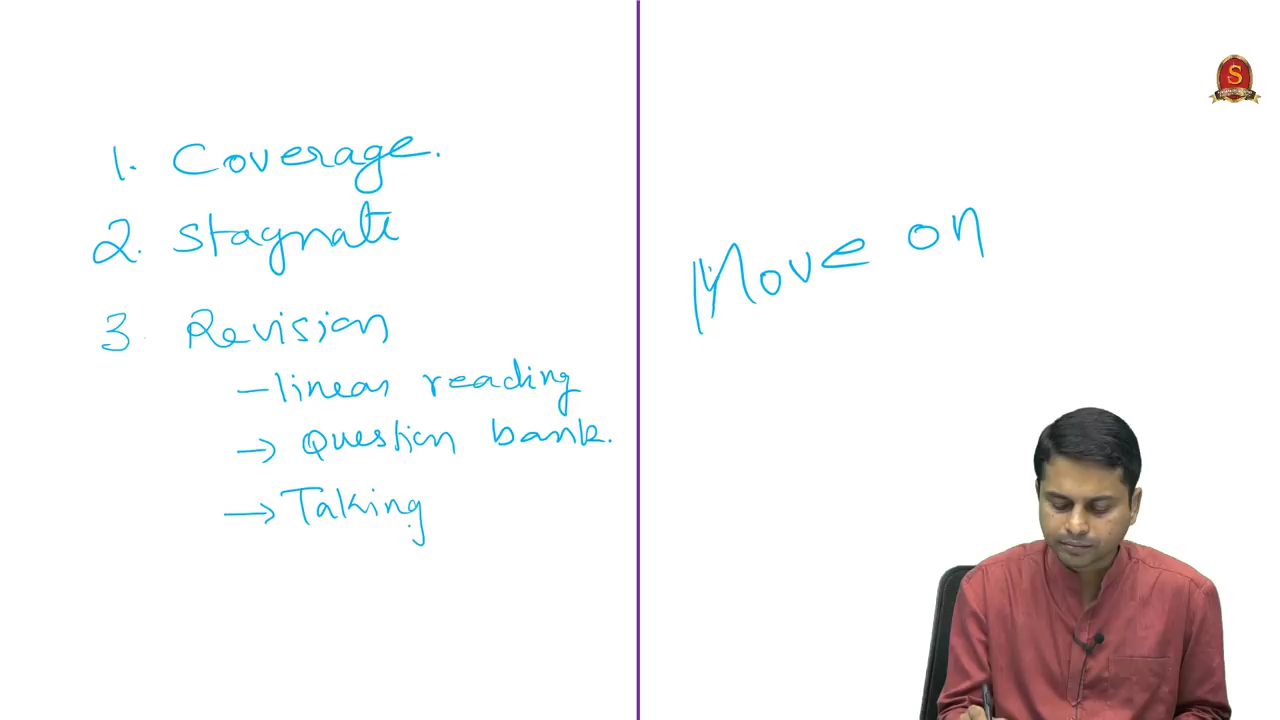 1. Coverage.
2. Stagnate
3. Revision
– linear reading
→ Question bank.
→ Taking
Move on
S